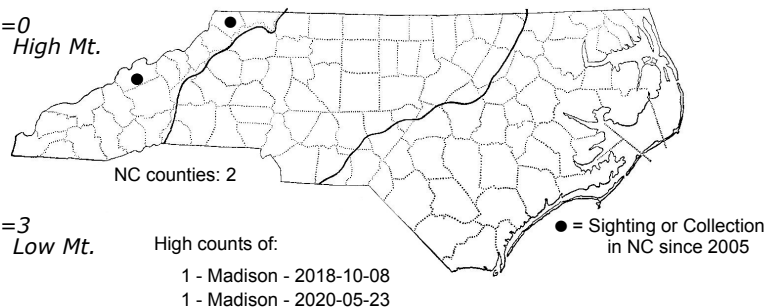 =0
High Mt.
NC counties: 2
=3
Low Mt.
High counts of:
1 - Madison - 2018-10-08
1 - Madison - 2020-05-23
● = Sighting or Collection
in NC since 2005